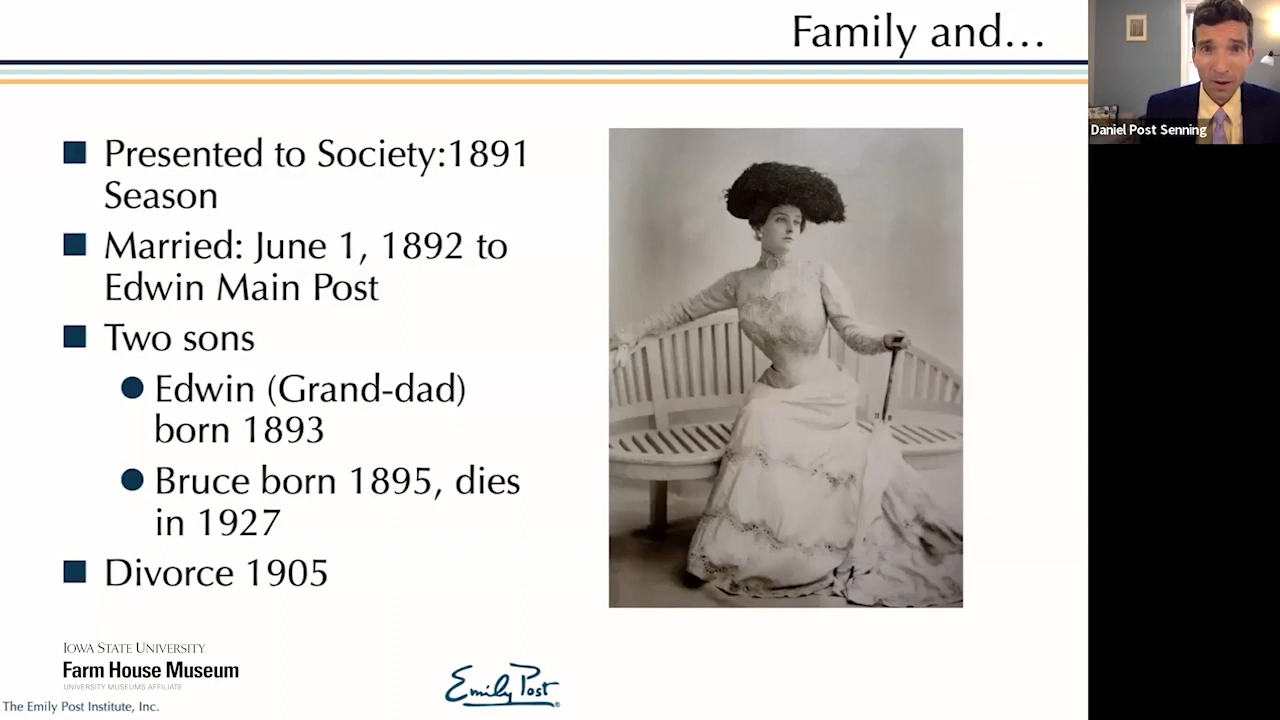 Family and…
Daniel Post Senning
Presented to Society:1891
Season
Married: June 1, 1892 to
Edwin Main Post
Two sons
Edwin (Grand-dad)
born 1893
Bruce born 1895, dies
in 1927
Divorce 1905
IOWA STATE UNIVERSITY
Farm House Museum
UNIVERSITY MUSEUMS AFFILIATE
Emily Post®
The Emily Post Institute, Inc.